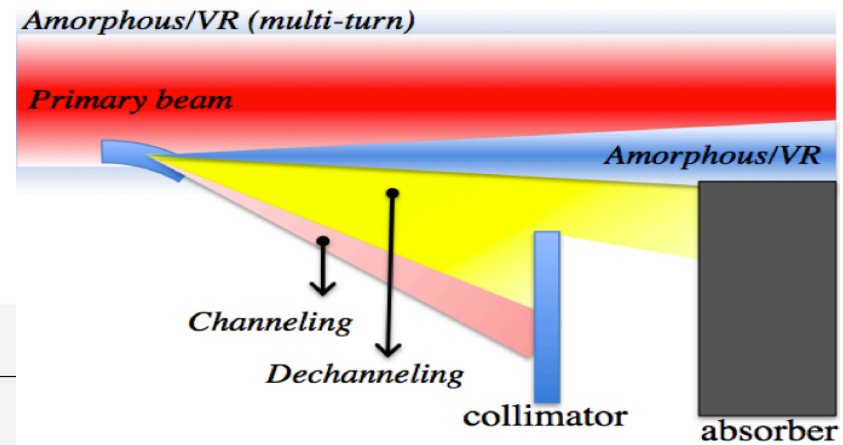 Amorphous/VR (multi-turn)
Primary beam
Amorphous/VR
Channeling
Dechanneling
collimator
absorber